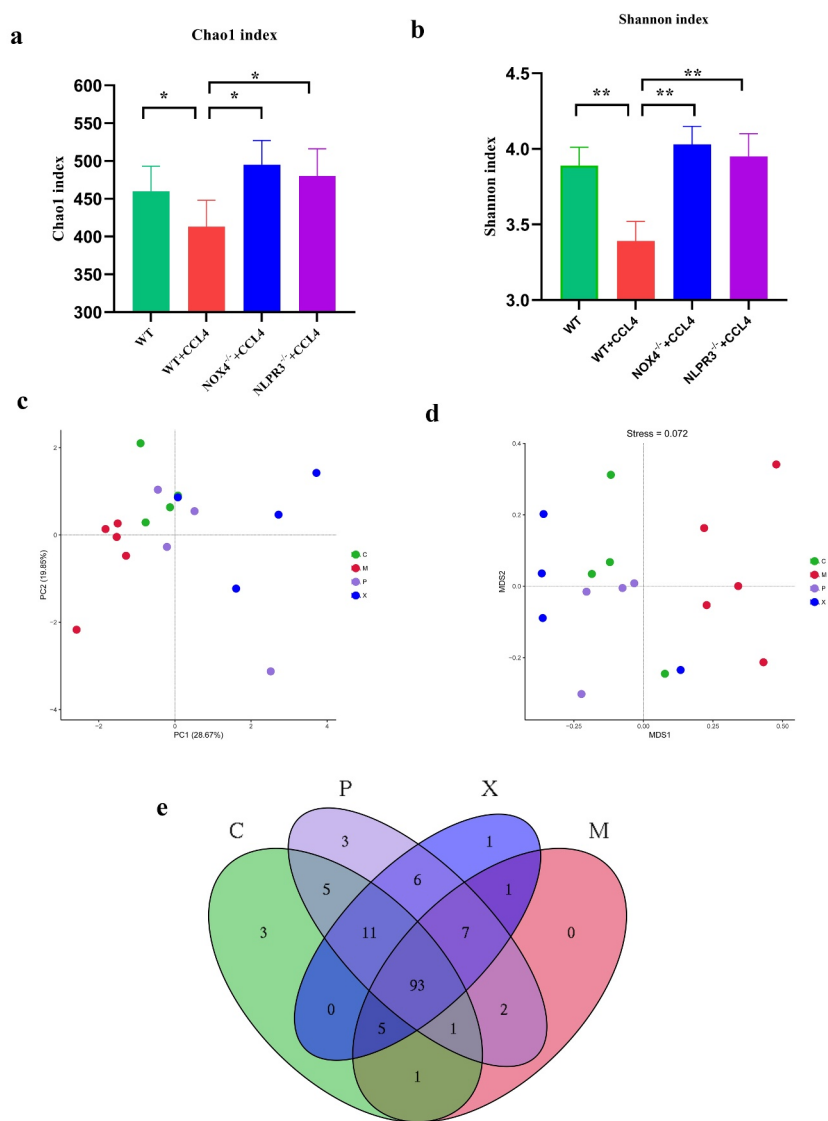 a
Chao1 index
Chao1 index
600
550
500
450
400
350
300
*
*
*
WT
WT+CCL4
NOX4-/-+CCL4
NLPR3-/-+CCL4
b
Shannon index
Shannon index
4.5
4.0
3.5
3.0
**
**
**
WT
WT+CCL4
NOX4-/-+CCL4
NLPR3-/-+CCL4
c
PC2 (19.85%)
2
0
−2
−4
−2
0
2
4
PC1 (28.67%)
C
M
P
X
d
Stress = 0.072
MDS2
0.4
0.2
0.0
−0.2
−0.25
0.00
0.25
0.50
MDS1
C
M
P
X
e
P X
C M
3 1
5 6 1
3 11 7 0
93
0 5 1 2
1